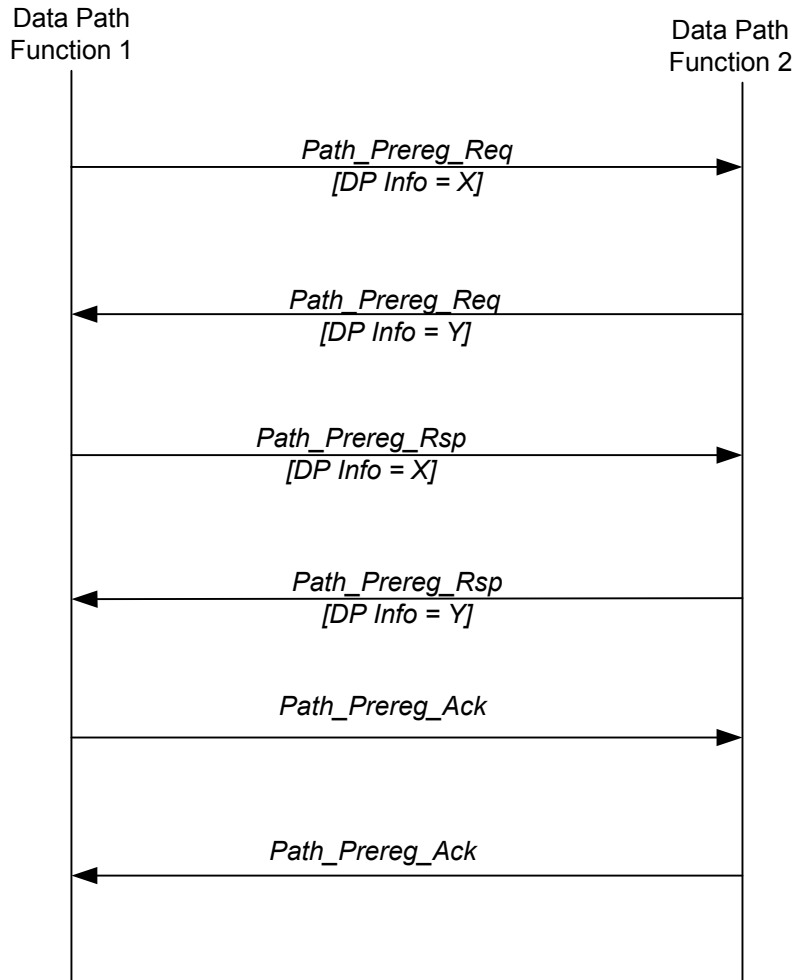 Data Path
Function 1
Data Path
Function 2
Path_Prereg_Req
[DP Info = X]
Path_Prereg_Req
[DP Info = Y]
Path_Prereg_Rsp
[DP Info = X]
Path_Prereg_Rsp
[DP Info = Y]
Path_Prereg_Ack
Path_Prereg_Ack